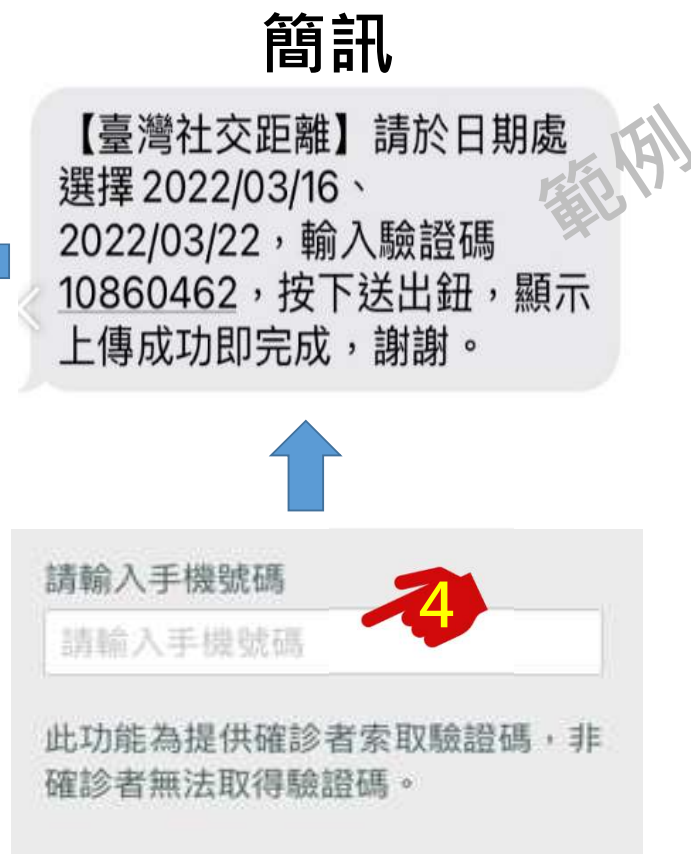 簡訊
【臺灣社交距離】請於日期處
選擇 2022/03/16、
2022/03/22，輸入驗證碼
10860462，按下送出鈕，顯示
上傳成功即完成，謝謝。
範例
請輸入手機號碼
請輸入手機號碼
4
此功能為提供確診者索取驗證碼，非
確診者無法取得驗證碼。